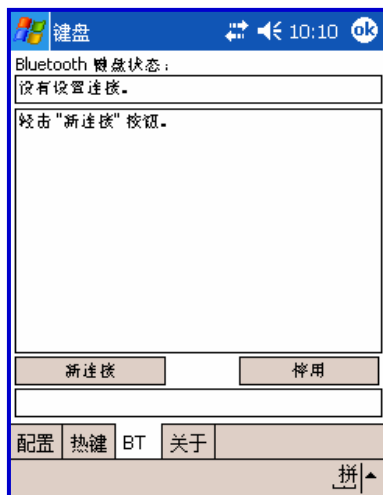 键盘 10:10 ok
Bluetooth 键盘状态：
没有设置连接。
轻击"新连接"按钮。
新连接 停用
配置 热键 BT 关于
拼